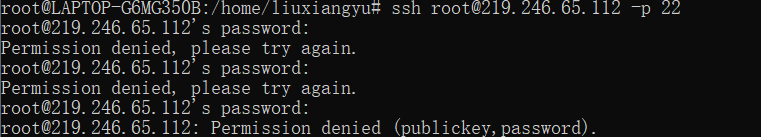 root@LAPTOP-G6MG35OB:/home/liuxiangyu# ssh root@219.246.65.112 -p 22
root@219.246.65.112's password:
Permission denied, please try again.
root@219.246.65.112's password:
Permission denied, please try again.
root@219.246.65.112's password:
root@219.246.65.112: Permission denied (publickey,password).